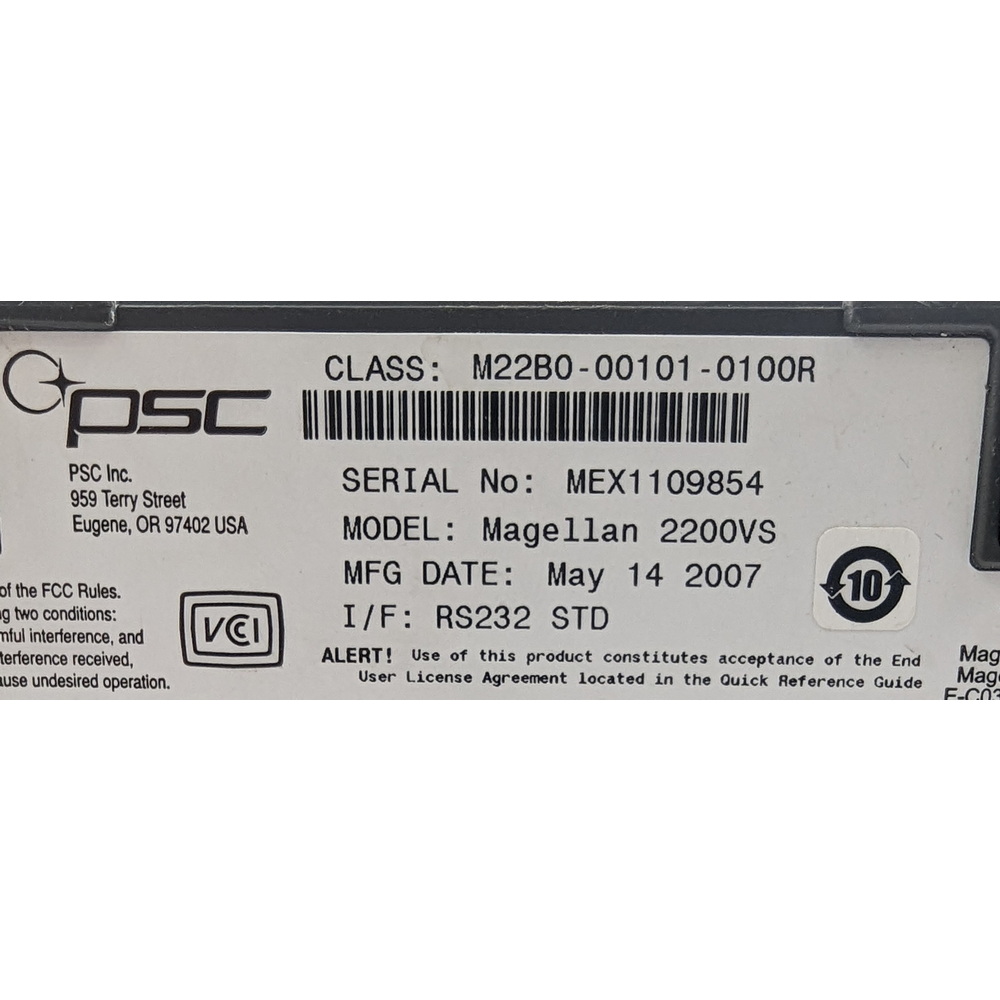 PSC
CLASS: M22B0-00101-0100R
PSC Inc.
959 Terry Street
Eugene, OR 97402 USA
SERIAL No: MEX1109854
MODEL: Magellan 2200VS
MFG DATE: May 14 2007
I/F: RS232 STD
10
of the FCC Rules.
two conditions:
interference, and
received,
undesired operation.
VCCI
ALERT! Use of this product constitutes acceptance of the End
User License Agreement located in the Quick Reference Guide